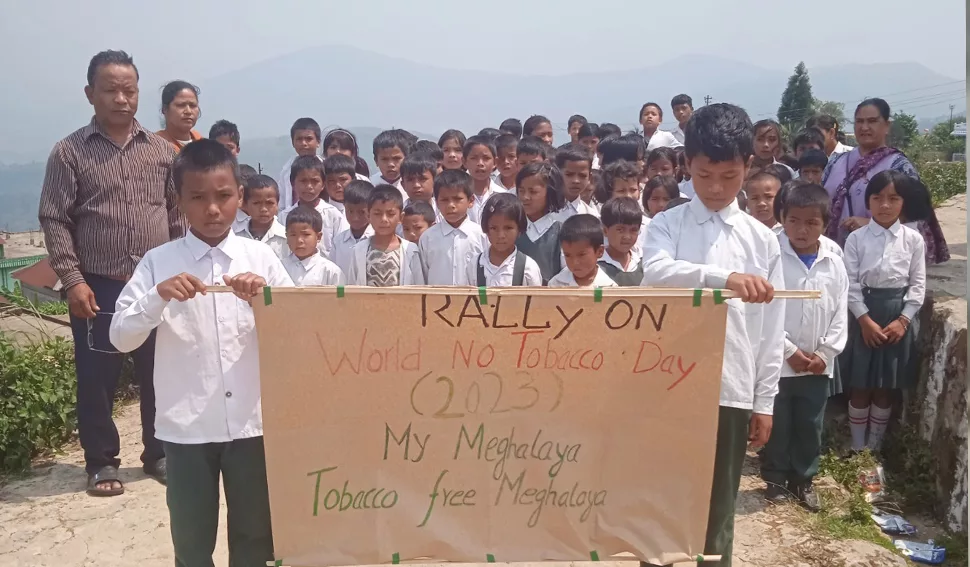 RALLy ON
World No Tobacco Day
(2023)
My Meghalaya
Tobacco free Meghalaya